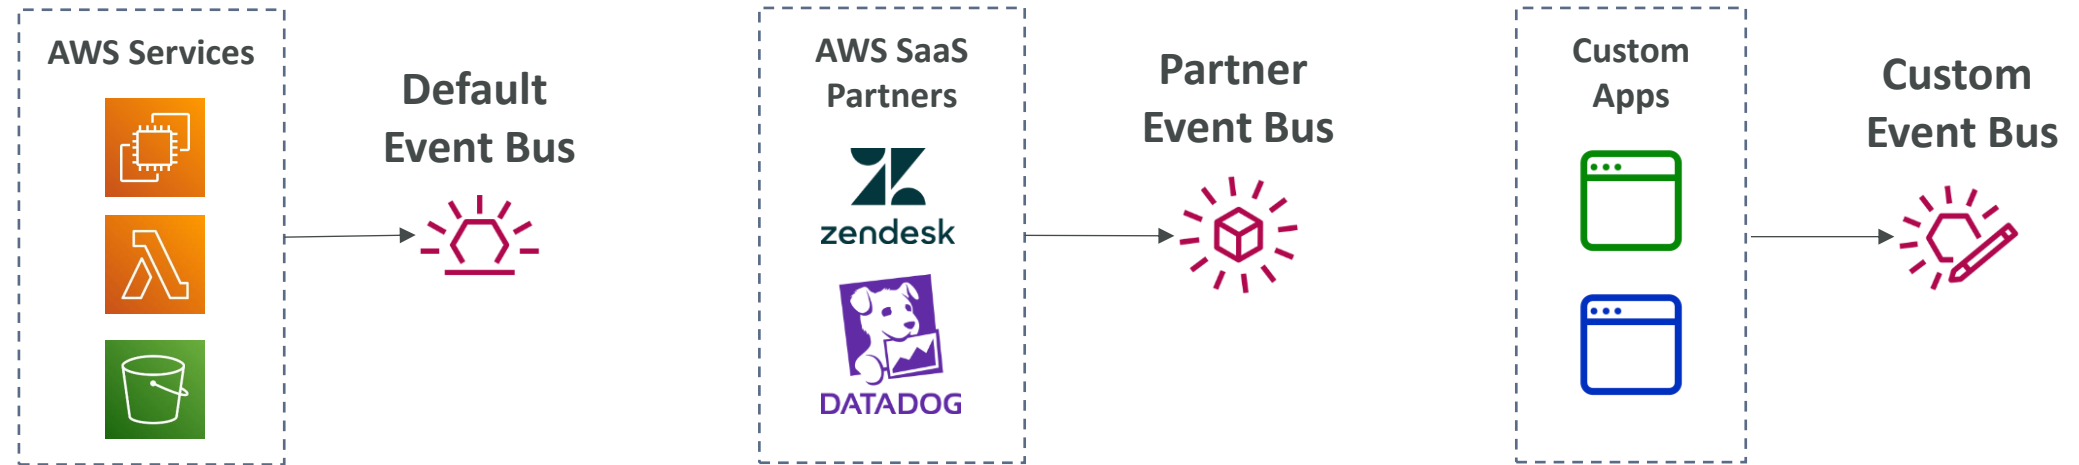 AWS Services
Default
Event Bus
AWS SaaS
Partners
zendesk
DATADOG
Partner
Event Bus
Custom
Apps
Custom
Event Bus